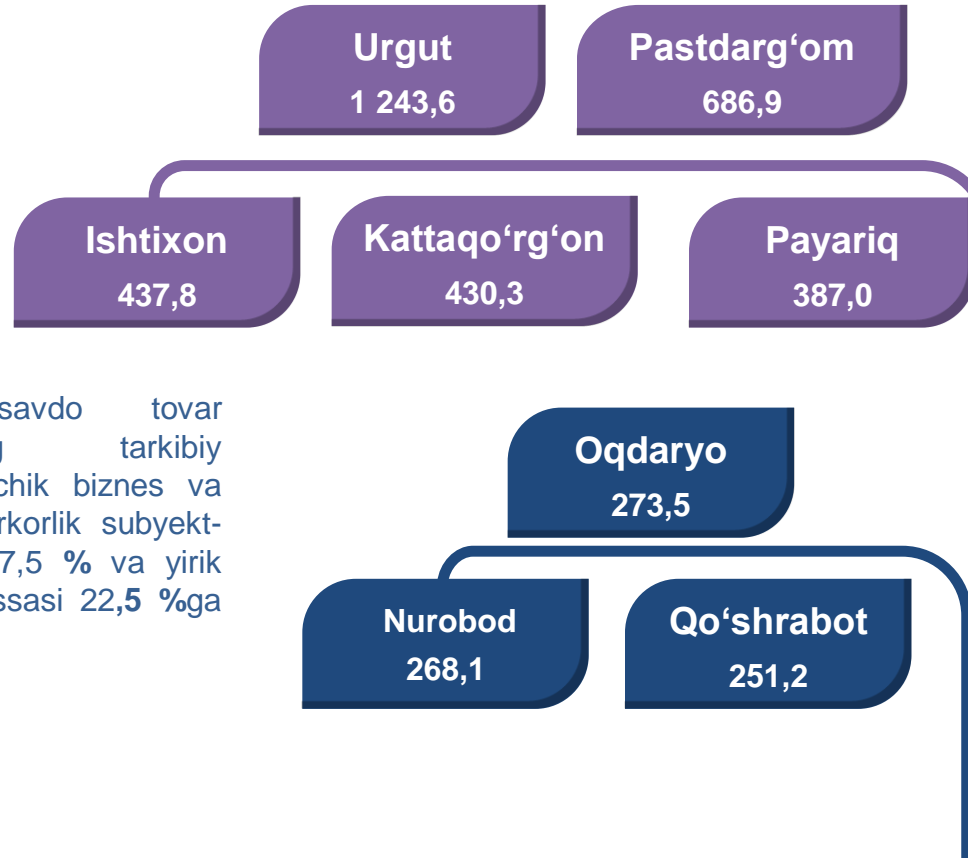 Urgut
1 243,6
Pastdarg‘om
686,9
Ishtixon
437,8
Kattaqo‘rg‘on
430,3
Payariq
387,0
savdo tovar
g tarkibiy
chik biznes va
rkorlik subyekt-
7,5 % va yirik
ssasi 22,5 %ga
Oqdaryo
273,5
Nurobod
268,1
Qo‘shrabot
251,2